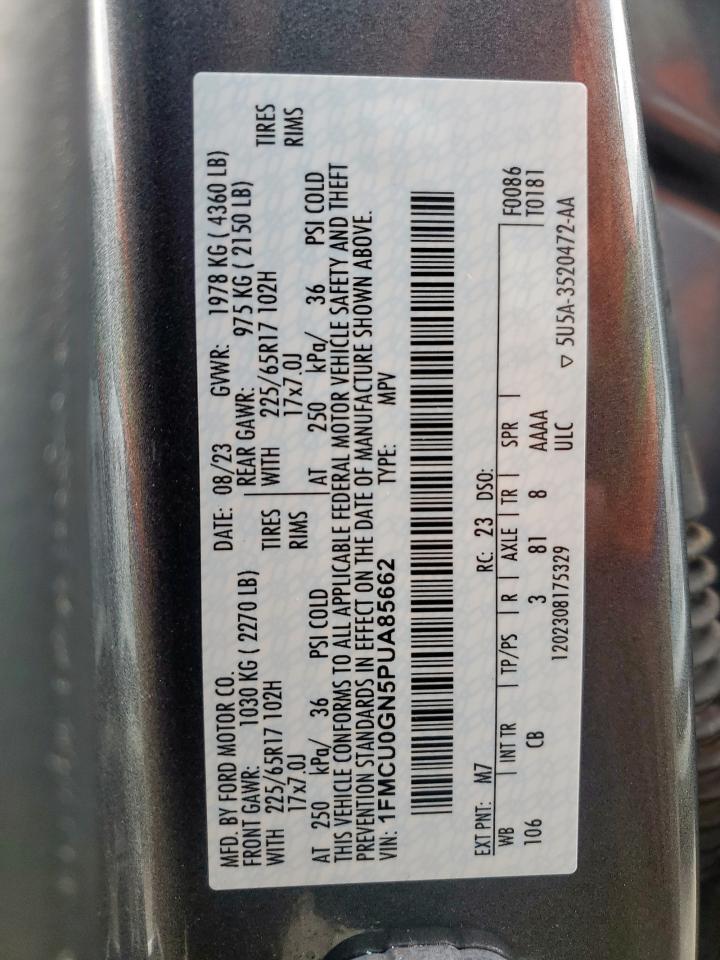 MFD. BY FORD MOTOR CO.
DATE: 08/23 GVWR: 1978 KG ( 4360 LB)
FRONT GAWR: 1030 KG ( 2270 LB)
REAR GAWR: 975 KG ( 2150 LB)
WITH 225/65R17 102H TIRES
WITH 225/65R17 102H TIRES
17x7.0J RIMS
17x7.0J RIMS
AT 250 kPa/ 36 PSI COLD
AT 250 kPa/ 36 PSI COLD
THIS VEHICLE CONFORMS TO ALL APPLICABLE FEDERAL MOTOR VEHICLE SAFETY AND THEFT
PREVENTION STANDARDS IN EFFECT ON THE DATE OF MANUFACTURE SHOWN ABOVE.
VIN: 1FMCU0GN5PUA85662 TYPE: MPV
EXT PNT: M7 RC: 23 DSO: F0086
WB INT TR TP/PS R AXLE TR SPR T0181
106 CB 3 81 8 AAAA
1202308175329 ULC ▽ 5U5A-3520472-AA